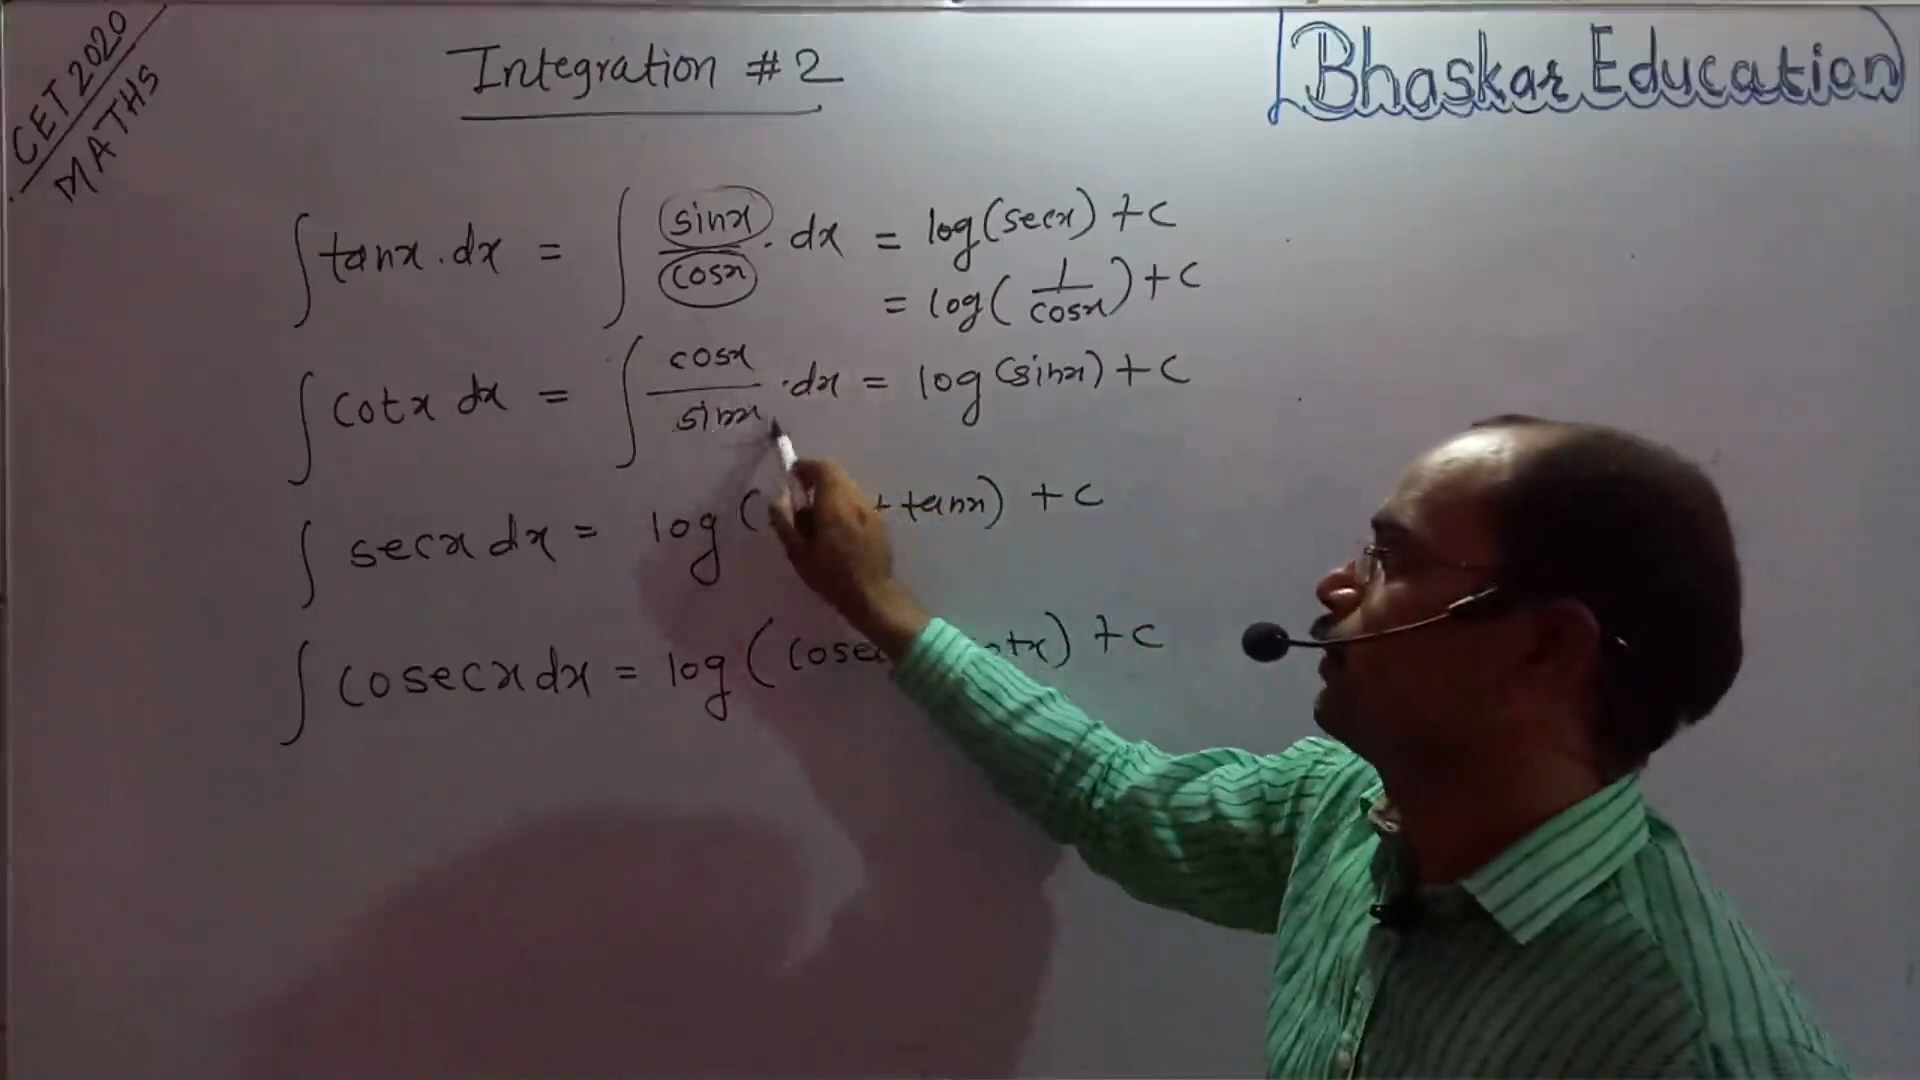 CET 2020
MATHS
Integration #2
Bhaskar Education
∫ tanx . dx = ∫ sinx / cosx . dx = log(secx) + c
= log(1 / cosx) + c
∫ cotx dx = ∫ cosx / sinx . dx = log(sinx) + c
∫ secx dx = log( + tanx) + c
∫ cosecx dx = log( ) + c